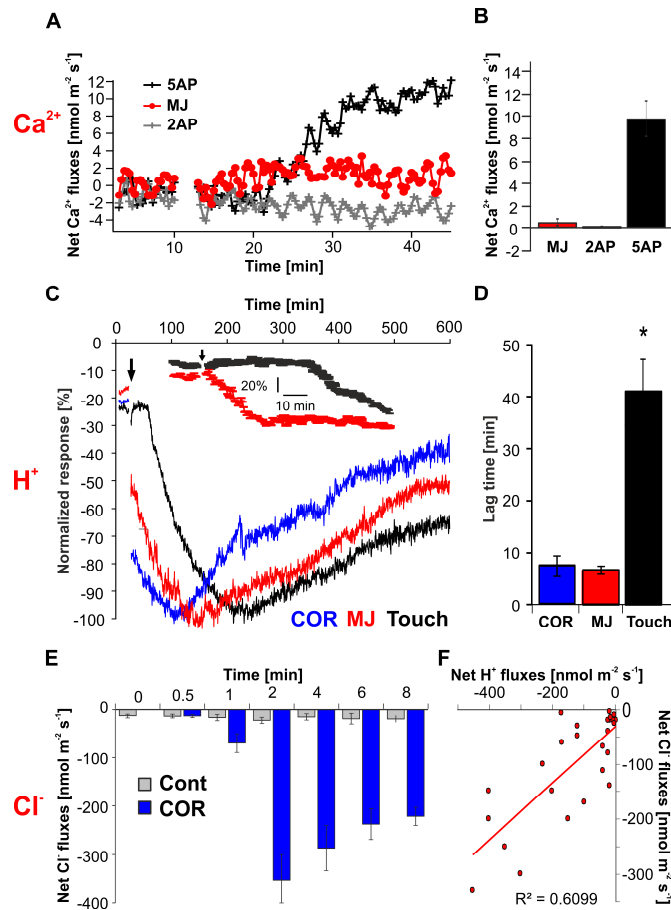 A
B
Ca²⁺
Net Ca²⁺ fluxes [nmol m⁻² s⁻¹]
12
10
8
6
4
2
0
-2
-4
5AP
MJ
2AP
10
20
30
40
Time [min]
Net Ca²⁺ fluxes [nmol m⁻² s⁻¹]
14
12
10
8
6
4
2
0
-2
MJ
2AP
5AP
C
D
H⁺
Time [min]
0
100
200
300
400
500
600
Normalized response [%]
0
-10
-20
-30
-40
-50
-60
-70
-80
-90
-100
20%
10 min
COR MJ Touch
Lag time [min]
50
40
30
20
10
0
*
COR
MJ
Touch
E
F
Cl⁻
Time [min]
0
0.5
1
2
4
6
8
Net Cl⁻ fluxes [nmol m⁻² s⁻¹]
0
-100
-200
-300
-400
Cont
COR
Net H⁺ fluxes [nmol m⁻² s⁻¹]
-400
-200
0
0
-100
-200
-300
Net Cl⁻ fluxes [nmol m⁻² s⁻¹]
R² = 0.6099